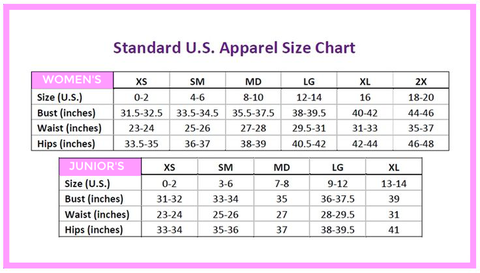 Standard U.S. Apparel Size Chart
WOMEN'S XS SM MD LG XL 2X
Size (U.S.) 0-2 4-6 8-10 12-14 16 18-20
Bust (inches) 31.5-32.5 33.5-34.5 35.5-37.5 38-39.5 40-42 44-46
Waist (inches) 23-24 25-26 27-28 29.5-31 31-33 35-37
Hips (inches) 33.5-35 36-37 38-39 40.5-42 42-44 46-48
JUNIOR'S XS SM MD LG XL
Size (U.S.) 0-2 3-6 7-8 9-12 13-14
Bust (inches) 31-32 33-34 35 36-37.5 39
Waist (inches) 23-24 25-26 27 28-29.5 31
Hips (inches) 33-34 35-36 37 38-39.5 41